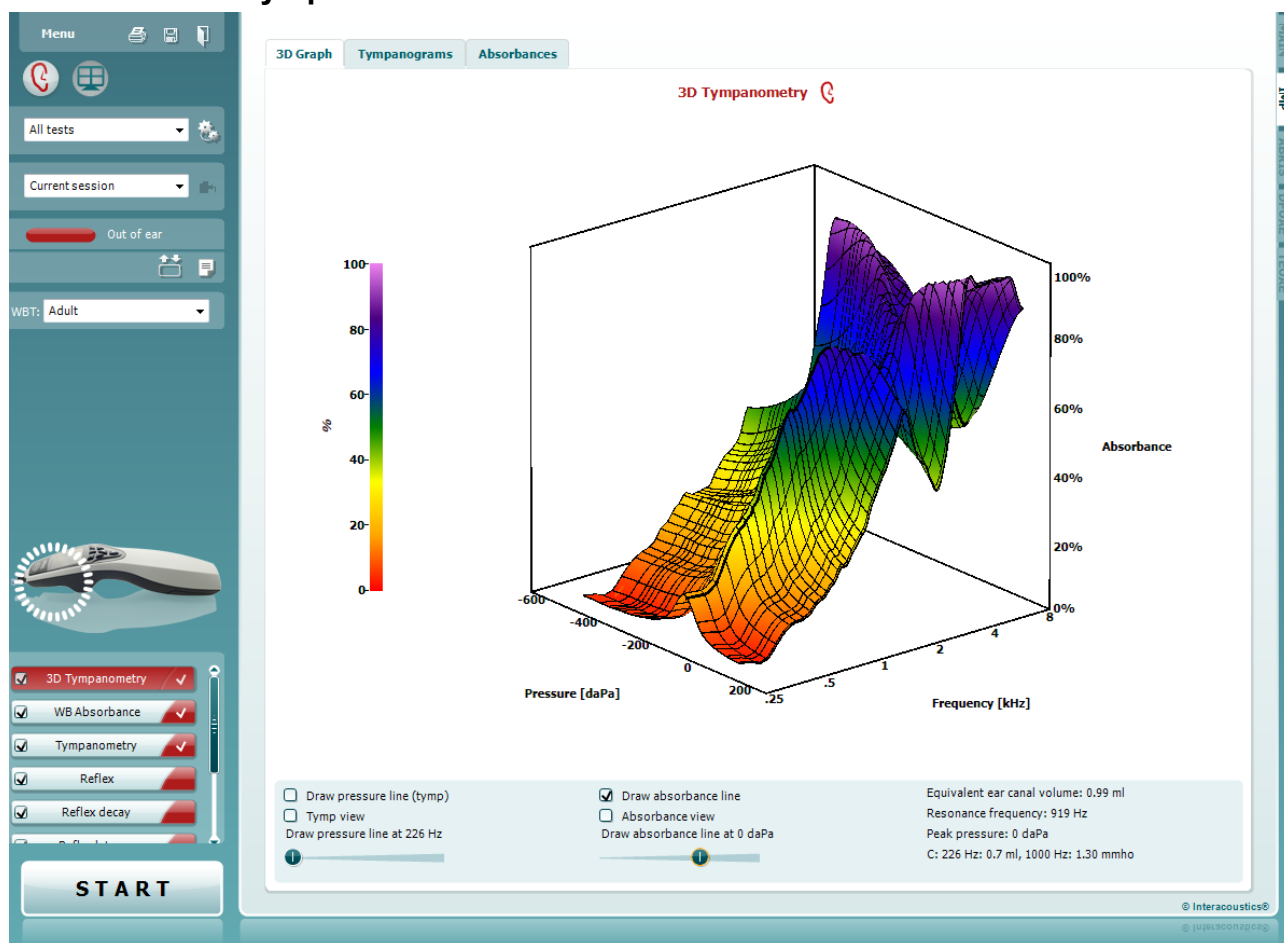 Menu
3D Graph
Tympanograms
Absorbances
3D Tympanometry
All tests
Current session
Out of ear
WBT: Adult
100
80
60
40
20
0
%
100%
80%
60%
40%
20%
0%
Absorbance
-600
-400
-200
0
200
Pressure [daPa]
.25
.5
1
2
4
8
Frequency [kHz]
3D Tympanometry
WB Absorbance
Tympanometry
Reflex
Reflex decay
START
Draw pressure line (tymp)
Tymp view
Draw pressure line at 226 Hz
Draw absorbance line
Absorbance view
Draw absorbance line at 0 daPa
Equivalent ear canal volume: 0.99 ml
Resonance frequency: 919 Hz
Peak pressure: 0 daPa
C: 226 Hz: 0.7 ml, 1000 Hz: 1.30 mmho
© Interacoustics®